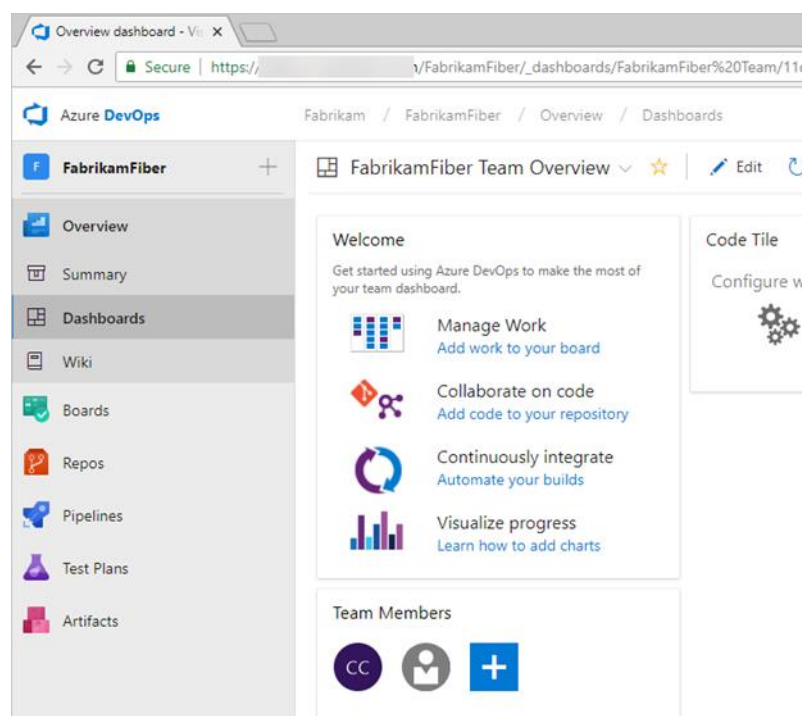 Overview dashboard - Vi
Secure | https:// /FabrikamFiber/_dashboards/FabrikamFiber%20Team/11
Azure DevOps
Fabrikam / FabrikamFiber / Overview / Dashboards
F FabrikamFiber
FabrikamFiber Team Overview
Edit
Overview
Summary
Dashboards
Wiki
Boards
Repos
Pipelines
Test Plans
Artifacts
Welcome
Get started using Azure DevOps to make the most of
your team dashboard.
Manage Work
Add work to your board
Collaborate on code
Add code to your repository
Continuously integrate
Automate your builds
Visualize progress
Learn how to add charts
Code Tile
Configure w
Team Members
CC